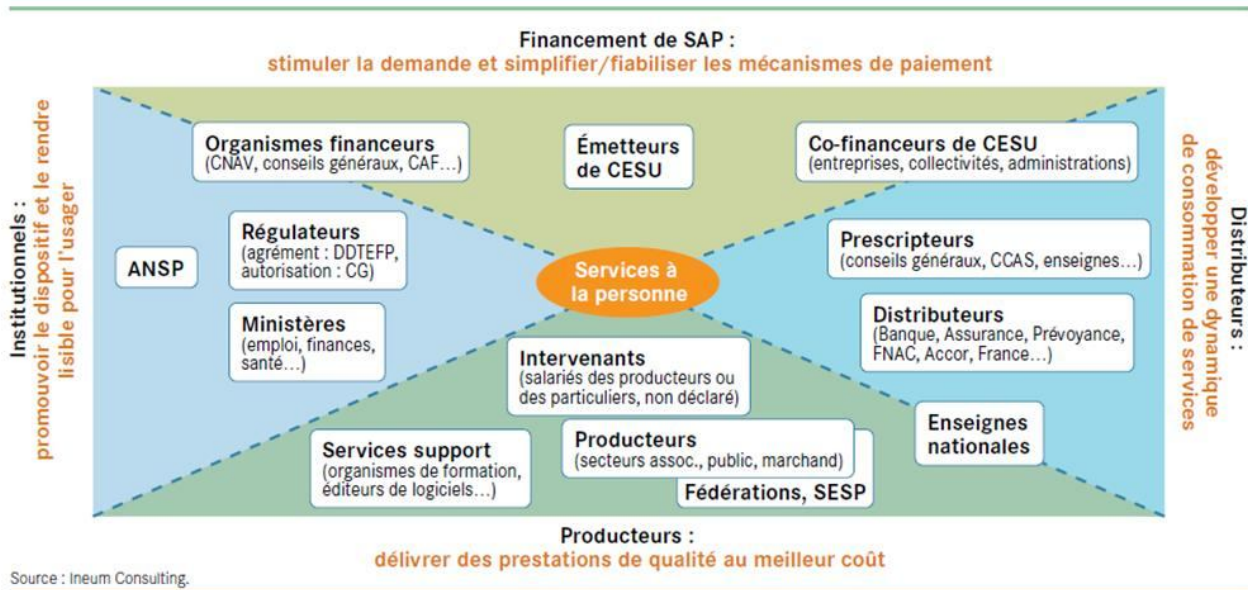 Financement de SAP :
stimuler la demande et simplifier/fiabiliser les mécanismes de paiement
Institutionnels :
promouvoir le dispositif et le rendre
lisible pour l'usager
Organismes financeurs
(CNAV, conseils généraux, CAF...)
Émetteurs
de CESU
Co-financeurs de CESU
(entreprises, collectivités, administrations)
ANSP
Régulateurs
(agrément : DDTEFP,
autorisation : CG)
Ministères
(emploi, finances,
santé...)
Services à
la personne
Prescripteurs
(conseils généraux, CCAS, enseignes...)
Distributeurs
(Banque, Assurance, Prévoyance,
FNAC, Accor, France...)
Enseignes
nationales
Intervenants
(salariés des producteurs ou
des particuliers, non déclaré)
Services support
(organismes de formation,
éditeurs de logiciels...)
Producteurs
(secteurs assoc., public, marchand)
Fédérations, SESP
Distributeurs :
développer une dynamique
de consommation de services
Producteurs :
délivrer des prestations de qualité au meilleur coût
Source : Ineum Consulting.